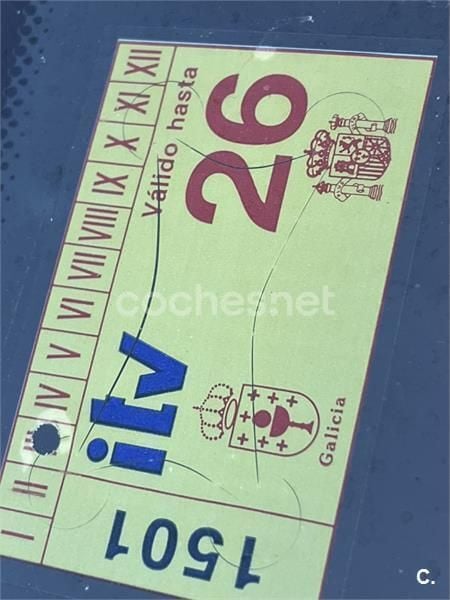 I II III IV V VI VII VIII IX X XI XII
Válido hasta
26
itv
Galicia
1501
coches.net
C.